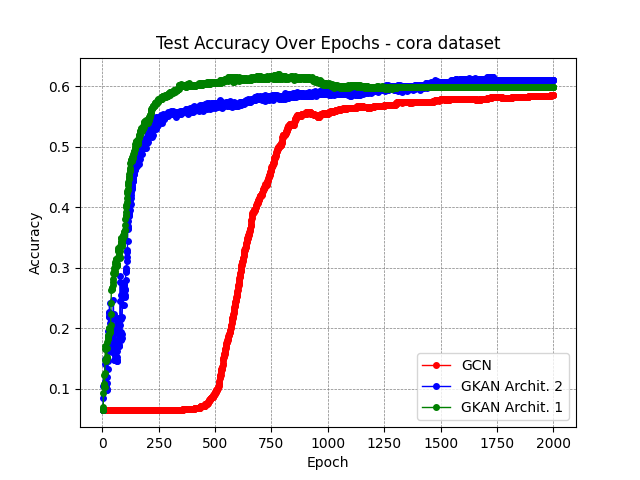 Test Accuracy Over Epochs - cora dataset
Accuracy
0.6
0.5
0.4
0.3
0.2
0.1
GCN
GKAN Archit. 2
GKAN Archit. 1
0 250 500 750 1000 1250 1500 1750 2000
Epoch